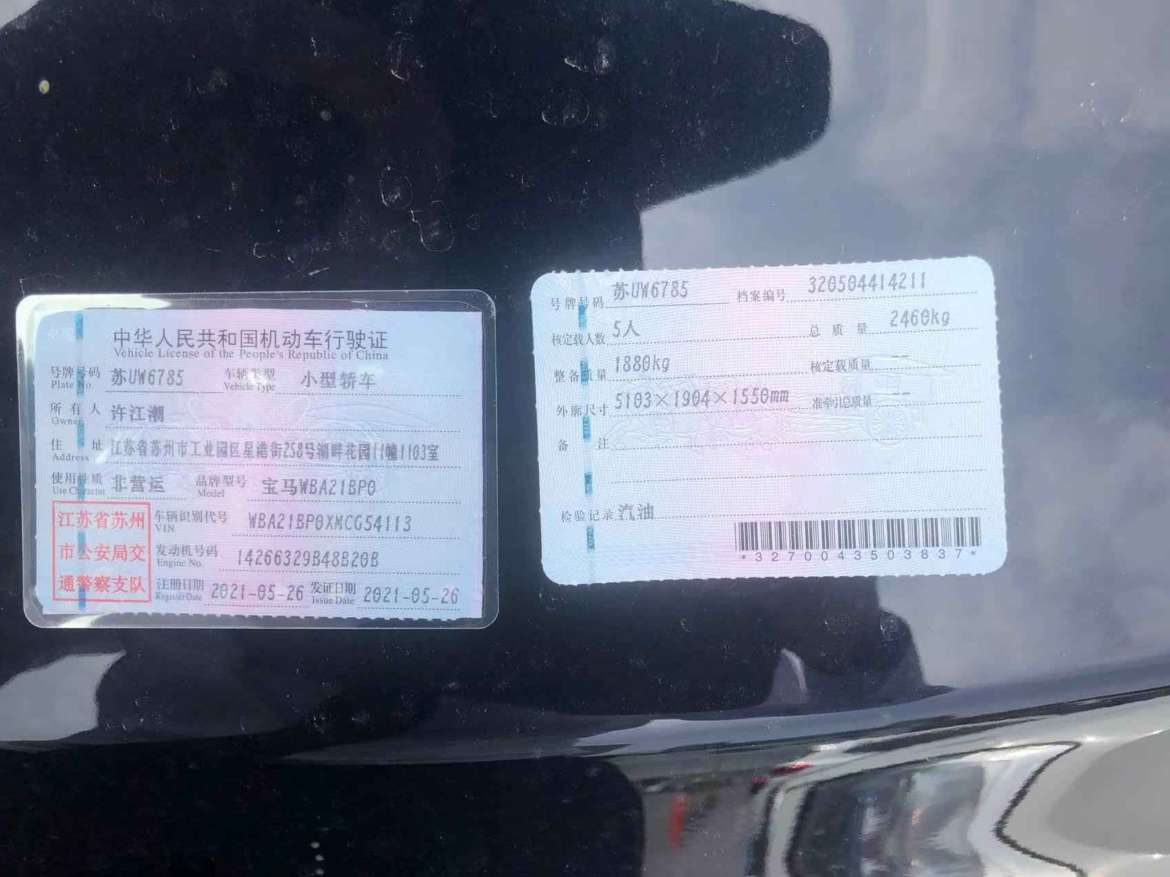 中华人民共和国机动车行驶证
Vehicle License of the People's Republic of China
号牌号码 苏UW6785 车辆类型 小型轿车
Plate No. Vehicle Type
所有人 许江潮
Owner
住址 江苏省苏州市工业园区星港街258号湖畔花园11幢1103室
Address
使用性质 非营运 品牌型号 宝马WBA21BP0
Use Character Model
江苏省苏州
市公安局交
通警察支队
车辆识别代号 WBA21BP0XMCG54113
VIN
发动机号码 14266329B48B20B
Engine No.
注册日期 2021-05-26 发证日期 2021-05-26
Register Date Issue Date
号牌号码 苏UW6785 档案编号 320504414211
核定载人数 5人 总质量 2460kg
整备质量 1880kg 核定载质量 --
外廓尺寸 5103×1904×1550mm 准牵引总质量 --
备注
检验记录 汽油
*3270043503837*